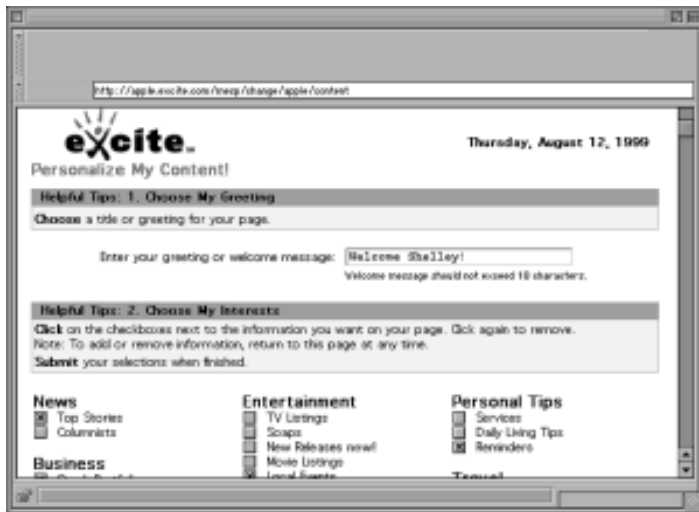 http://apple.excite.com/mecp/change/apple/content
excite
Thursday, August 12, 1999
Personalize My Content!
Helpful Tips: 1. Choose My Greeting
Choose a title or greeting for your page.
Enter your greeting or welcome message: Welcome Shelley!
Welcome message should not exceed 18 characters.
Helpful Tips: 2. Choose My Interests
Click on the checkboxes next to the information you want on your page. Click again to remove.
Note: To add or remove information, return to this page at any time.
Submit your selections when finished.
News
Top Stories
Columnists
Business
Entertainment
TV Listings
Soaps
New Releases now!
Movie Listings
Local Events
Personal Tips
Services
Daily Living Tips
Reminders
Travel